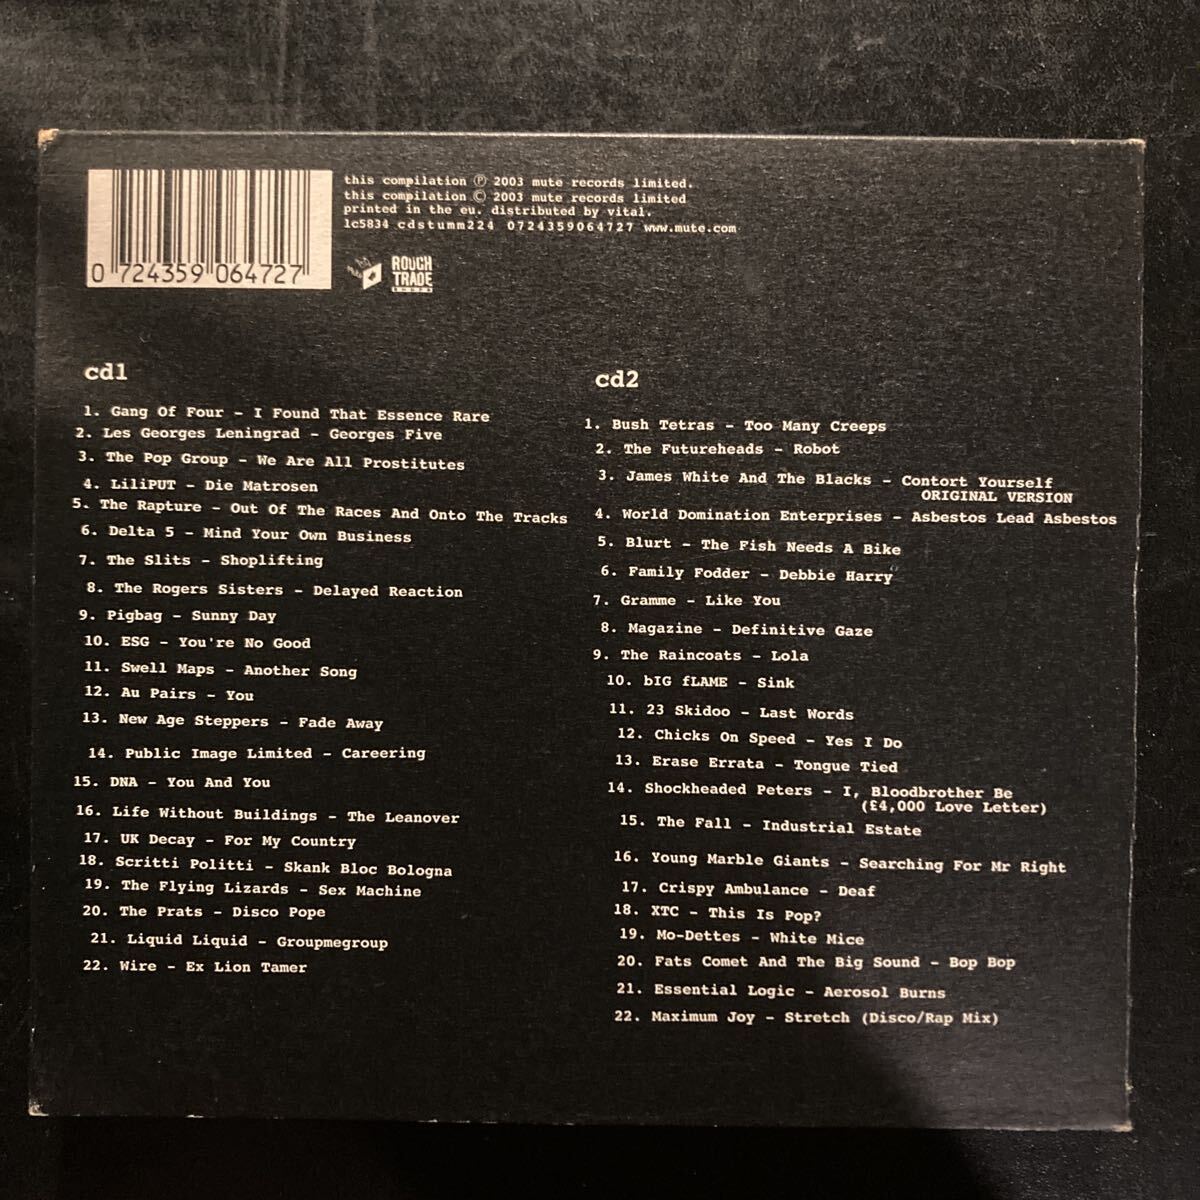 this compilation Ⓟ 2003 mute records limited.
this compilation © 2003 mute records limited
printed in the eu. distributed by vital.
lc5834 cdstumm224 0724359064727 www.mute.com
0 724359 064727
ROUGH
TRADE
cd1
1. Gang Of Four - I Found That Essence Rare
2. Les Georges Leningrad - Georges Five
3. The Pop Group - We Are All Prostitutes
4. LiliPUT - Die Matrosen
5. The Rapture - Out Of The Races And Onto The Tracks
6. Delta 5 - Mind Your Own Business
7. The Slits - Shoplifting
8. The Rogers Sisters - Delayed Reaction
9. Pigbag - Sunny Day
10. ESG - You're No Good
11. Swell Maps - Another Song
12. Au Pairs - You
13. New Age Steppers - Fade Away
14. Public Image Limited - Careering
15. DNA - You And You
16. Life Without Buildings - The Leanover
17. UK Decay - For My Country
18. Scritti Politti - Skank Bloc Bologna
19. The Flying Lizards - Sex Machine
20. The Prats - Disco Pope
21. Liquid Liquid - Groupmegroup
22. Wire - Ex Lion Tamer
cd2
1. Bush Tetras - Too Many Creeps
2. The Futureheads - Robot
3. James White And The Blacks - Contort Yourself
ORIGINAL VERSION
4. World Domination Enterprises - Asbestos Lead Asbestos
5. Blurt - The Fish Needs A Bike
6. Family Fodder - Debbie Harry
7. Gramme - Like You
8. Magazine - Definitive Gaze
9. The Raincoats - Lola
10. bIG fLAME - Sink
11. 23 Skidoo - Last Words
12. Chicks On Speed - Yes I Do
13. Erase Errata - Tongue Tied
14. Shockheaded Peters - I, Bloodbrother Be
(£4,000 Love Letter)
15. The Fall - Industrial Estate
16. Young Marble Giants - Searching For Mr Right
17. Crispy Ambulance - Deaf
18. XTC - This Is Pop?
19. Mo-Dettes - White Mice
20. Fats Comet And The Big Sound - Bop Bop
21. Essential Logic - Aerosol Burns
22. Maximum Joy - Stretch (Disco/Rap Mix)